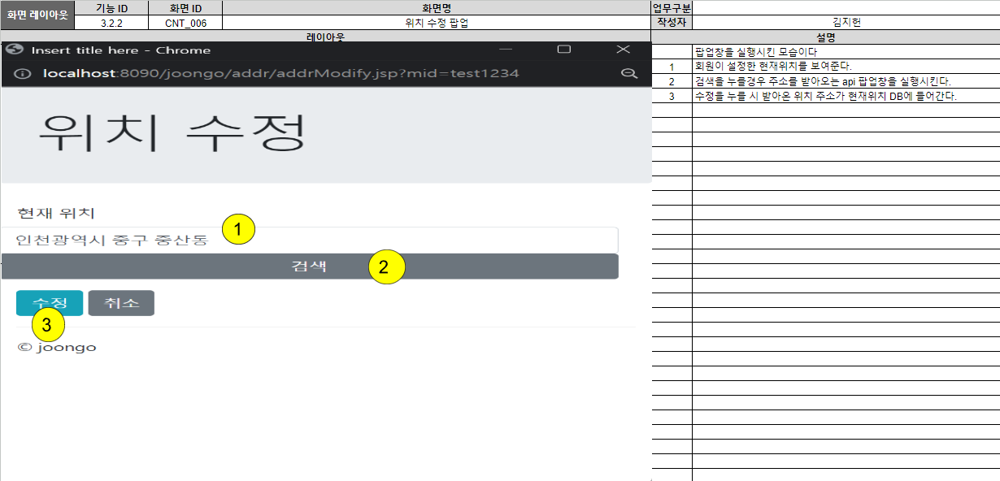 화면 레이아웃 기능 ID 화면 ID 화면명 업무구분
3.2.2 CNT_006 위치 수정 팝업 작성자 김지헌
레이아웃 설명
Insert title here - Chrome
localhost:8090/joongo/addr/addrModify.jsp?mid=test1234
위치 수정
현재 위치
1
인천광역시 중구 중산동
검색 2
수정 취소
3
© joongo
팝업창을 실행시킨 모습이다
1 회원이 설정한 현재위치를 보여준다.
2 검색을 누를경우 주소를 받아오는 api 팝업창을 실행시킨다.
3 수정을 누를 시 받아온 위치 주소가 현재위치 DB에 들어간다.